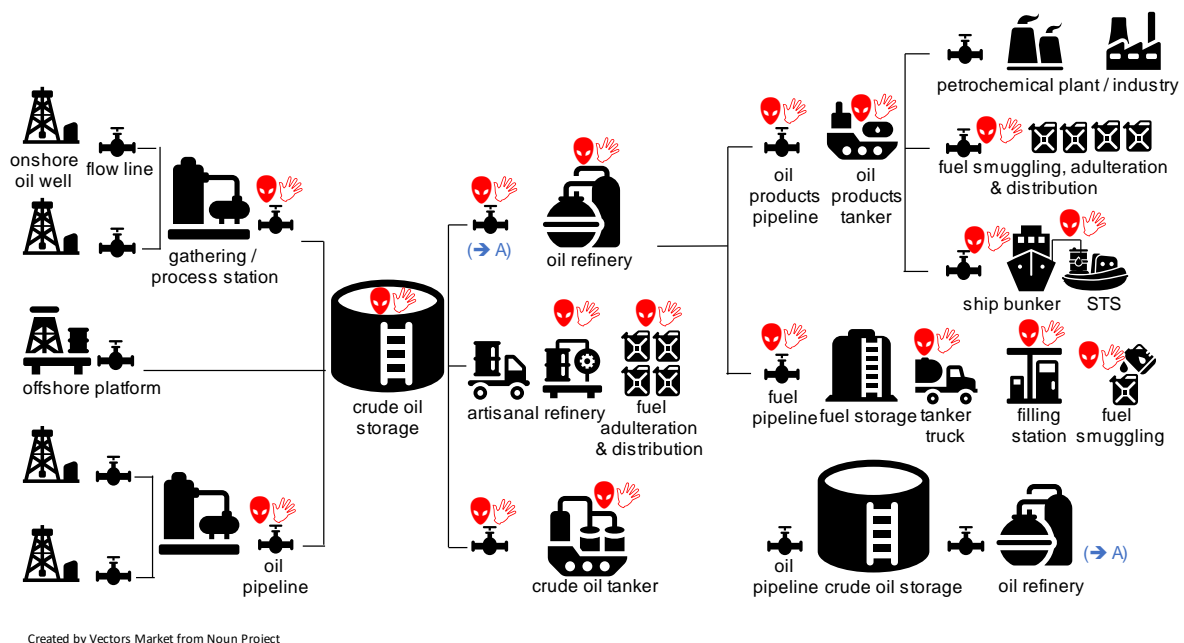 petrochemical plant / industry
onshore
oil well
flow line
fuel smuggling, adulteration
& distribution
oil
products
pipeline
oil
products
tanker
gathering /
process station
(➔ A)
oil refinery
ship bunker
STS
offshore platform
crude oil
storage
artisanal refinery
fuel
adulteration
& distribution
fuel
pipeline
fuel storage
tanker
truck
filling
station
fuel
smuggling
oil
pipeline
crude oil tanker
oil
pipeline
crude oil storage
oil refinery
(➔ A)
Created by Vectors Market from Noun Project